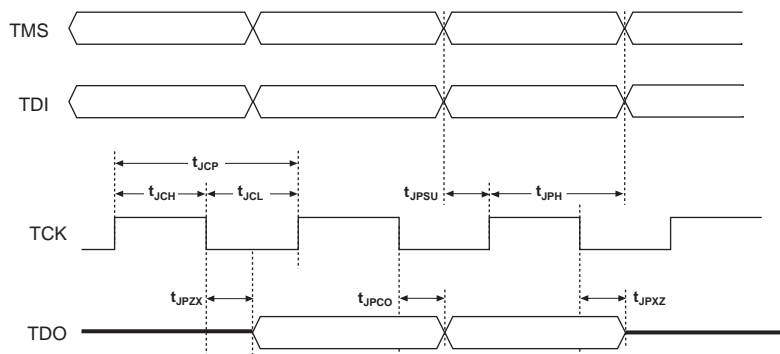 TMS
TDI
tJCP
tJCH tJCL tJPSU tJPH
TCK
tJPZX tJPCO tJPXZ
TDO